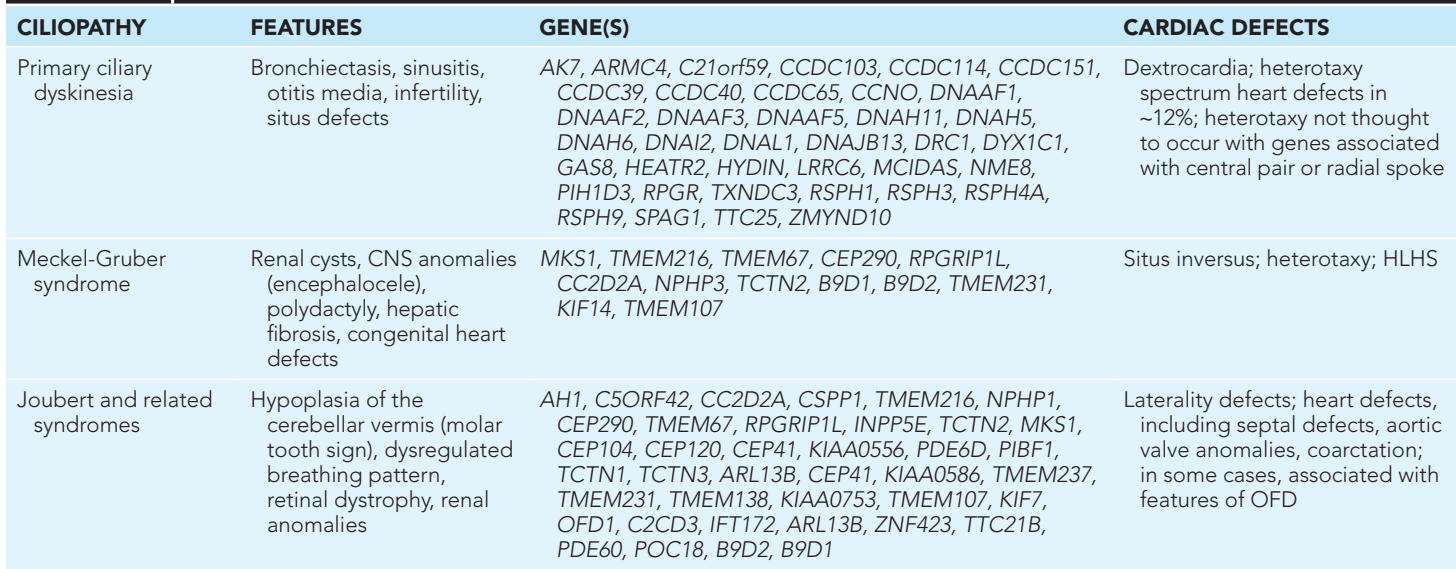 CILIOPATHY FEATURES GENE(S) CARDIAC DEFECTS
Primary ciliary
dyskinesia
Bronchiectasis, sinusitis,
otitis media, infertility,
situs defects
AK7, ARMC4, C21orf59, CCDC103, CCDC114, CCDC151,
CCDC39, CCDC40, CCDC65, CCNO, DNAAF1,
DNAAF2, DNAAF3, DNAAF5, DNAH11, DNAH5,
DNAH6, DNAI2, DNAL1, DNAJB13, DRC1, DYX1C1,
GAS8, HEATR2, HYDIN, LRRC6, MCIDAS, NME8,
PIH1D3, RPGR, TXNDC3, RSPH1, RSPH3, RSPH4A,
RSPH9, SPAG1, TTC25, ZMYND10
Dextrocardia; heterotaxy
spectrum heart defects in
~12%; heterotaxy not thought
to occur with genes associated
with central pair or radial spoke
Meckel-Gruber
syndrome
Renal cysts, CNS anomalies
(encephalocele),
polydactyly, hepatic
fibrosis, congenital heart
defects
MKS1, TMEM216, TMEM67, CEP290, RPGRIP1L,
CC2D2A, NPHP3, TCTN2, B9D1, B9D2, TMEM231,
KIF14, TMEM107
Situs inversus; heterotaxy; HLHS
Joubert and related
syndromes
Hypoplasia of the
cerebellar vermis (molar
tooth sign), dysregulated
breathing pattern,
retinal dystrophy, renal
anomalies
AH1, C5ORF42, CC2D2A, CSPP1, TMEM216, NPHP1,
CEP290, TMEM67, RPGRIP1L, INPP5E, TCTN2, MKS1,
CEP104, CEP120, CEP41, KIAA0556, PDE6D, PIBF1,
TCTN1, TCTN3, ARL13B, CEP41, KIAA0586, TMEM237,
TMEM231, TMEM138, KIAA0753, TMEM107, KIF7,
OFD1, C2CD3, IFT172, ARL13B, ZNF423, TTC21B,
PDE60, POC18, B9D2, B9D1
Laterality defects; heart defects,
including septal defects, aortic
valve anomalies, coarctation;
in some cases, associated with
features of OFD